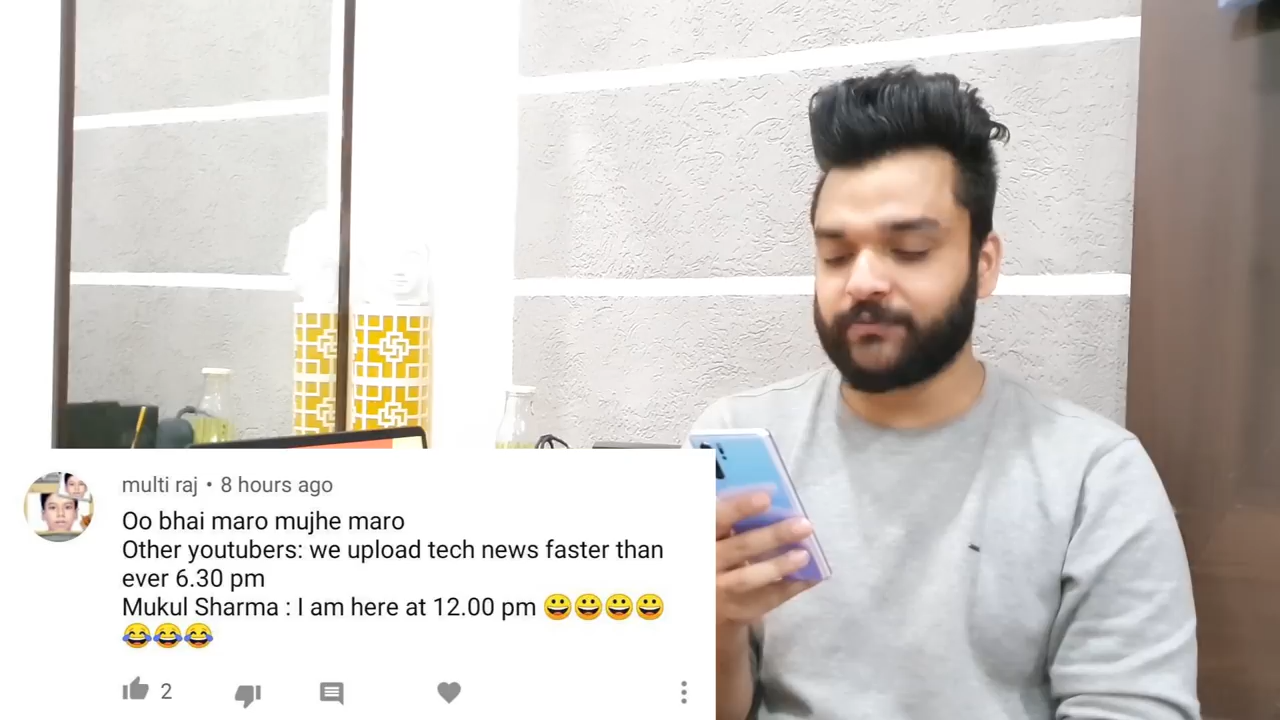 multi raj • 8 hours ago
Oo bhai maro mujhe maro
Other youtubers: we upload tech news faster than
ever 6.30 pm
Mukul Sharma : I am here at 12.00 pm 😀😀😀😀
😂😂😂
2